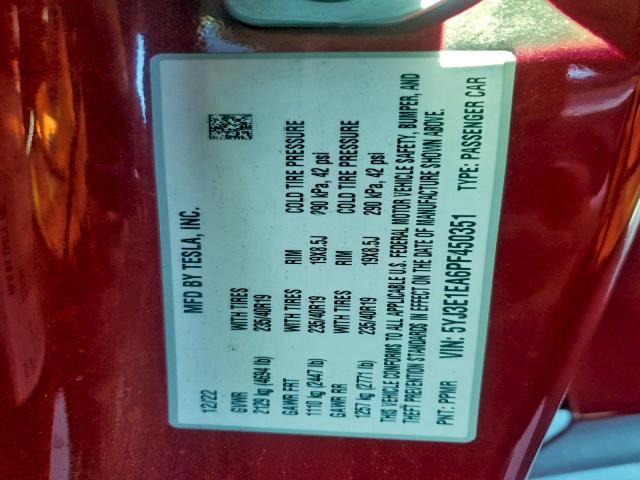 MFD BY TESLA, INC.
12/22
GVWR WITH TIRES
2129 kg (4694 lb) 235/40R19
GAWR FRT WITH TIRES RIM COLD TIRE PRESSURE
1110 kg (2447 lb) 235/40R19 19X8.5J 290 kPa, 42 psi
GAWR RR WITH TIRES RIM COLD TIRE PRESSURE
1257 kg (2771 lb) 235/40R19 19X8.5J 290 kPa, 42 psi
THIS VEHICLE CONFORMS TO ALL APPLICABLE U.S. FEDERAL MOTOR VEHICLE SAFETY, BUMPER, AND
THEFT PREVENTION STANDARDS IN EFFECT ON THE DATE OF MANUFACTURE SHOWN ABOVE.
PNT: PPMR VIN: 5YJ3E1EA6PF450351 TYPE: PASSENGER CAR